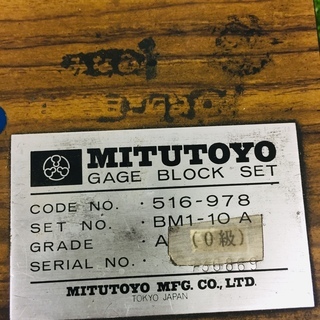 MITUTOYO
GAGE BLOCK SET
CODE NO. · 516-978
SET NO. · BM1-10 A
GRADE · A (0級)
SERIAL NO. ·
MITUTOYO MFG. CO., LTD.
TOKYO JAPAN